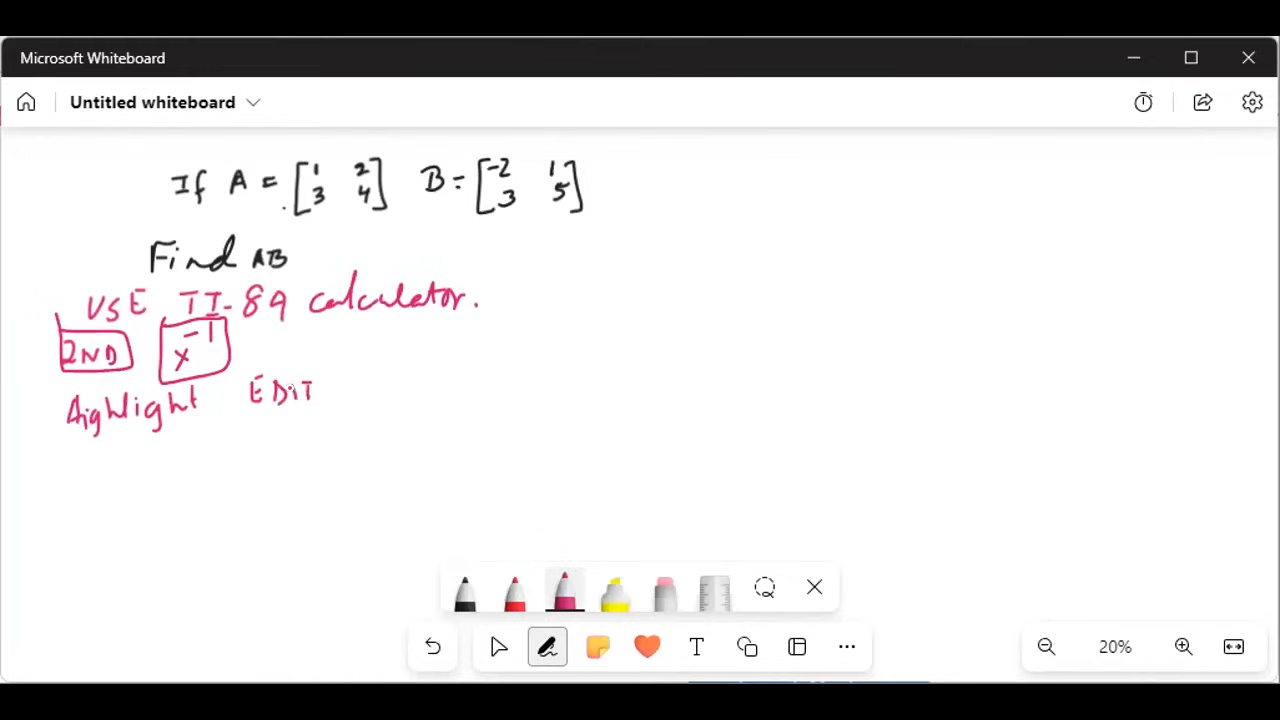 Microsoft Whiteboard
Untitled whiteboard
If A = [1 2 3 4] B = [-2 1 3 5]
Find AB
USE TI-89 calculator.
2ND x⁻¹
Highlight EDIT
20%